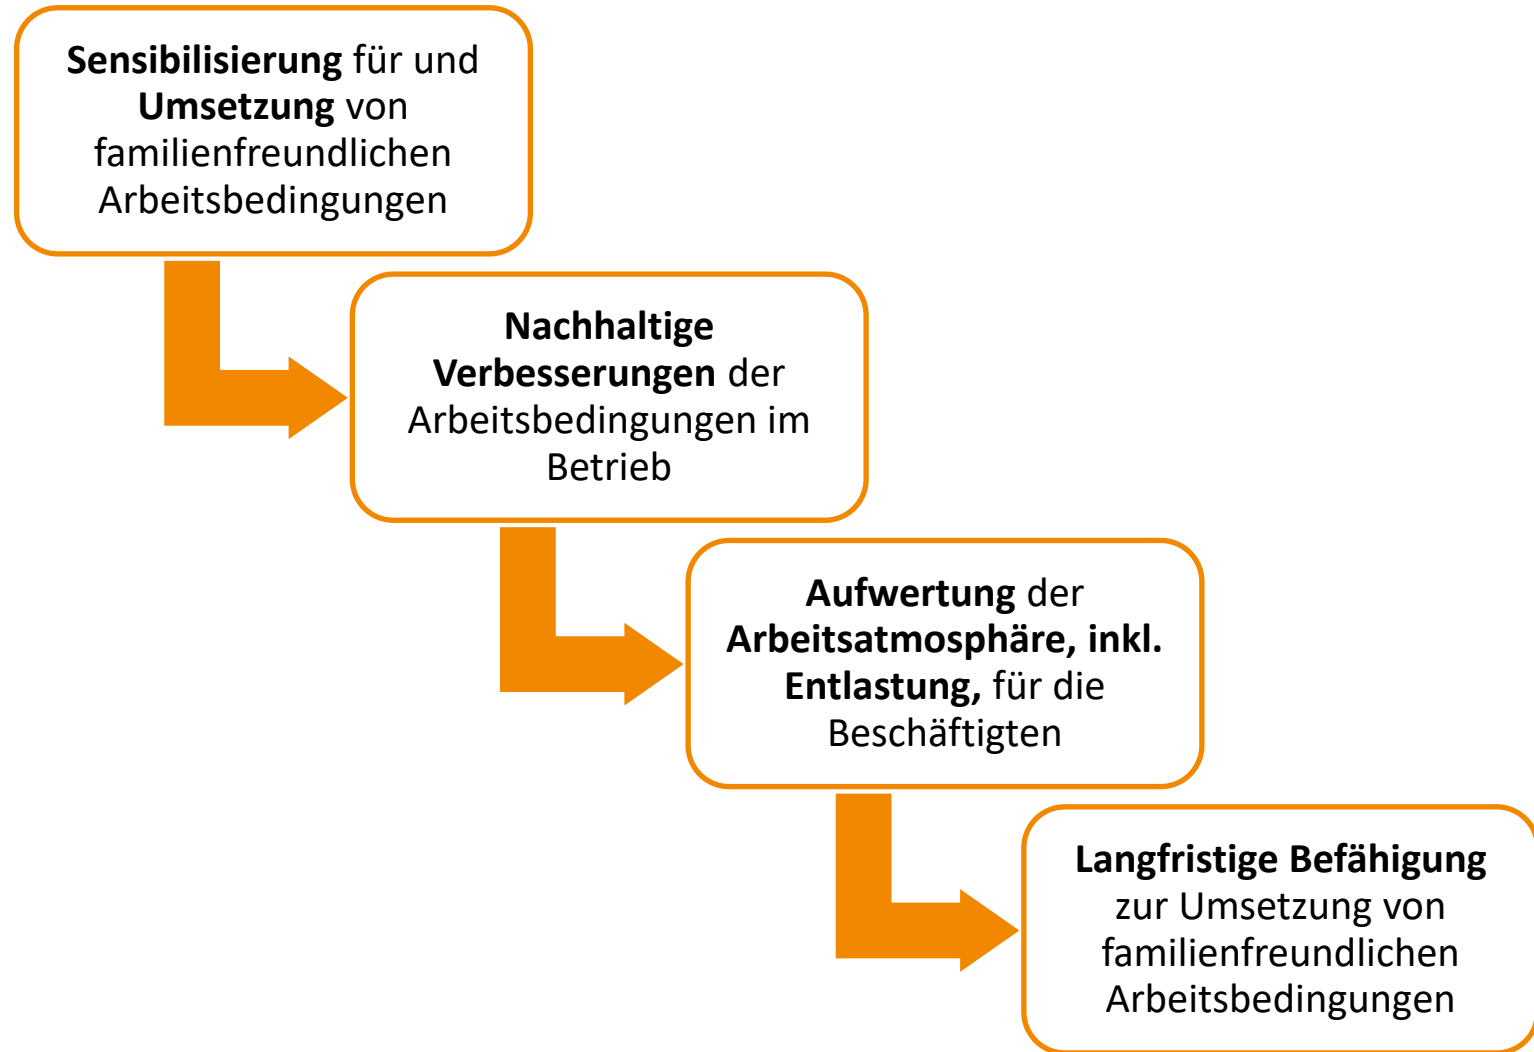 Sensibilisierung für und
Umsetzung von
familienfreundlichen
Arbeitsbedingungen
Nachhaltige
Verbesserungen der
Arbeitsbedingungen im
Betrieb
Aufwertung der
Arbeitsatmosphäre, inkl.
Entlastung, für die
Beschäftigten
Langfristige Befähigung
zur Umsetzung von
familienfreundlichen
Arbeitsbedingungen